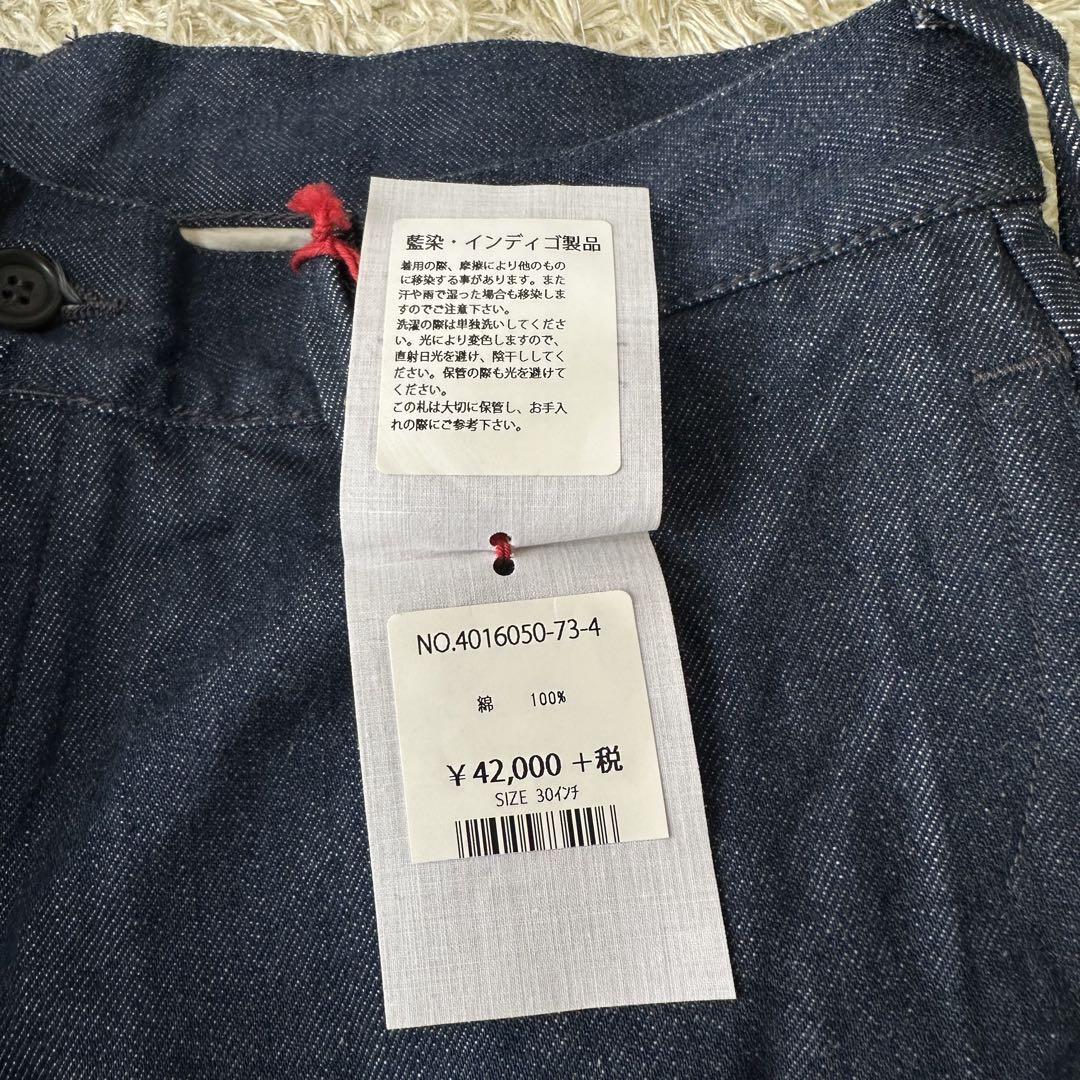 藍染・インディゴ製品
着用の際、摩擦により他のもの
に移染する事があります。また
汗や雨で湿った場合も移染しま
すのでご注意下さい。
洗濯の際は単独洗いしてくださ
い。光により変色しますので、
直射日光を避け、陰干ししてく
ださい。保管の際も光を避けて
ください。
この札は大切に保管し、お手入
れの際にご参考下さい。
NO.4016050-73-4
綿 100%
¥42,000 +税
SIZE 30インチ